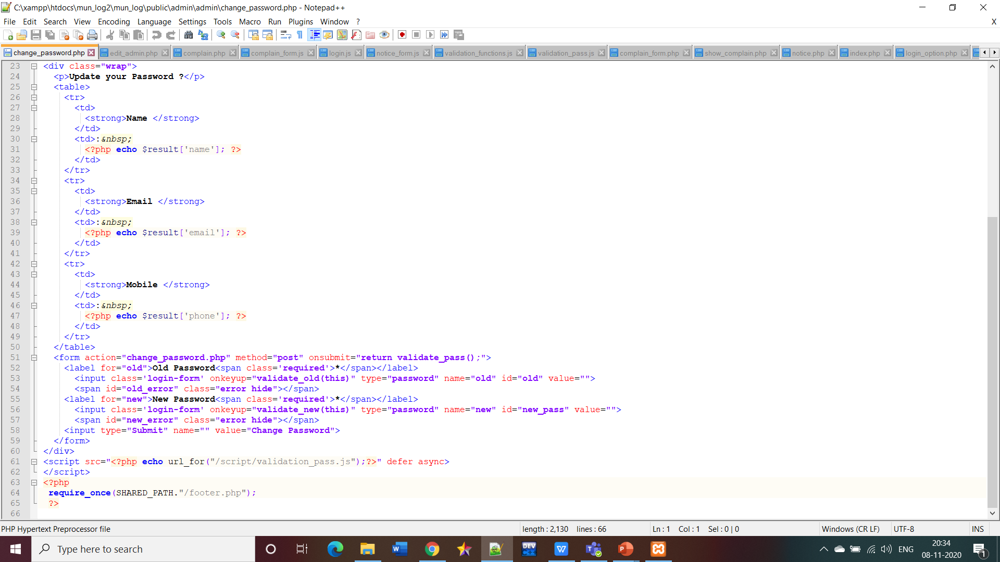 C:\xampp\htdocs\mun_log2\mun_log\public\admin\admin\change_password.php - Notepad++
File Edit Search View Encoding Language Settings Tools Macro Run Plugins Window ? X
change_password.php edit_admin.php complain.php complain_form.js login.js notice_form.js validation_functions.js validation_pass.js complain_form.php show_complain.php notice.php index.php login_option.php
23 <div class="wrap">
24 <p>Update your Password ?</p>
25 <table>
26 <tr>
27 <td>
28 <strong>Name </strong>
29 </td>
30 <td>:&nbsp;
31 <?php echo $result['name']; ?>
32 </td>
33 </tr>
34 <tr>
35 <td>
36 <strong>Email </strong>
37 </td>
38 <td>:&nbsp;
39 <?php echo $result['email']; ?>
40 </td>
41 </tr>
42 <tr>
43 <td>
44 <strong>Mobile </strong>
45 </td>
46 <td>:&nbsp;
47 <?php echo $result['phone']; ?>
48 </td>
49 </tr>
50 </table>
51 <form action="change_password.php" method="post" onsubmit="return validate_pass();">
52 <label for="old">Old Password<span class='required'>*</span></label>
53 <input class='login-form' onkeyup="validate_old(this)" type="password" name="old" id="old" value="">
54 <span id="old_error" class="error hide"></span>
55 <label for="new">New Password<span class='required'>*</span></label>
56 <input class='login-form' onkeyup="validate_new(this)" type="password" name="new" id="new_pass" value="">
57 <span id="new_error" class="error hide"></span>
58 <input type="Submit" name="" value="Change Password">
59 </form>
60 </div>
61 <script src="<?php echo url_for("/script/validation_pass.js");?>" defer async>
62 </script>
63 <?php
64 require_once(SHARED_PATH."/footer.php");
65 ?>
66
PHP Hypertext Preprocessor file length : 2,130 lines : 66 Ln : 1 Col : 1 Sel : 0 | 0 Windows (CR LF) UTF-8 INS
Type here to search DEV C++ ENG 20:34
08-11-2020 1